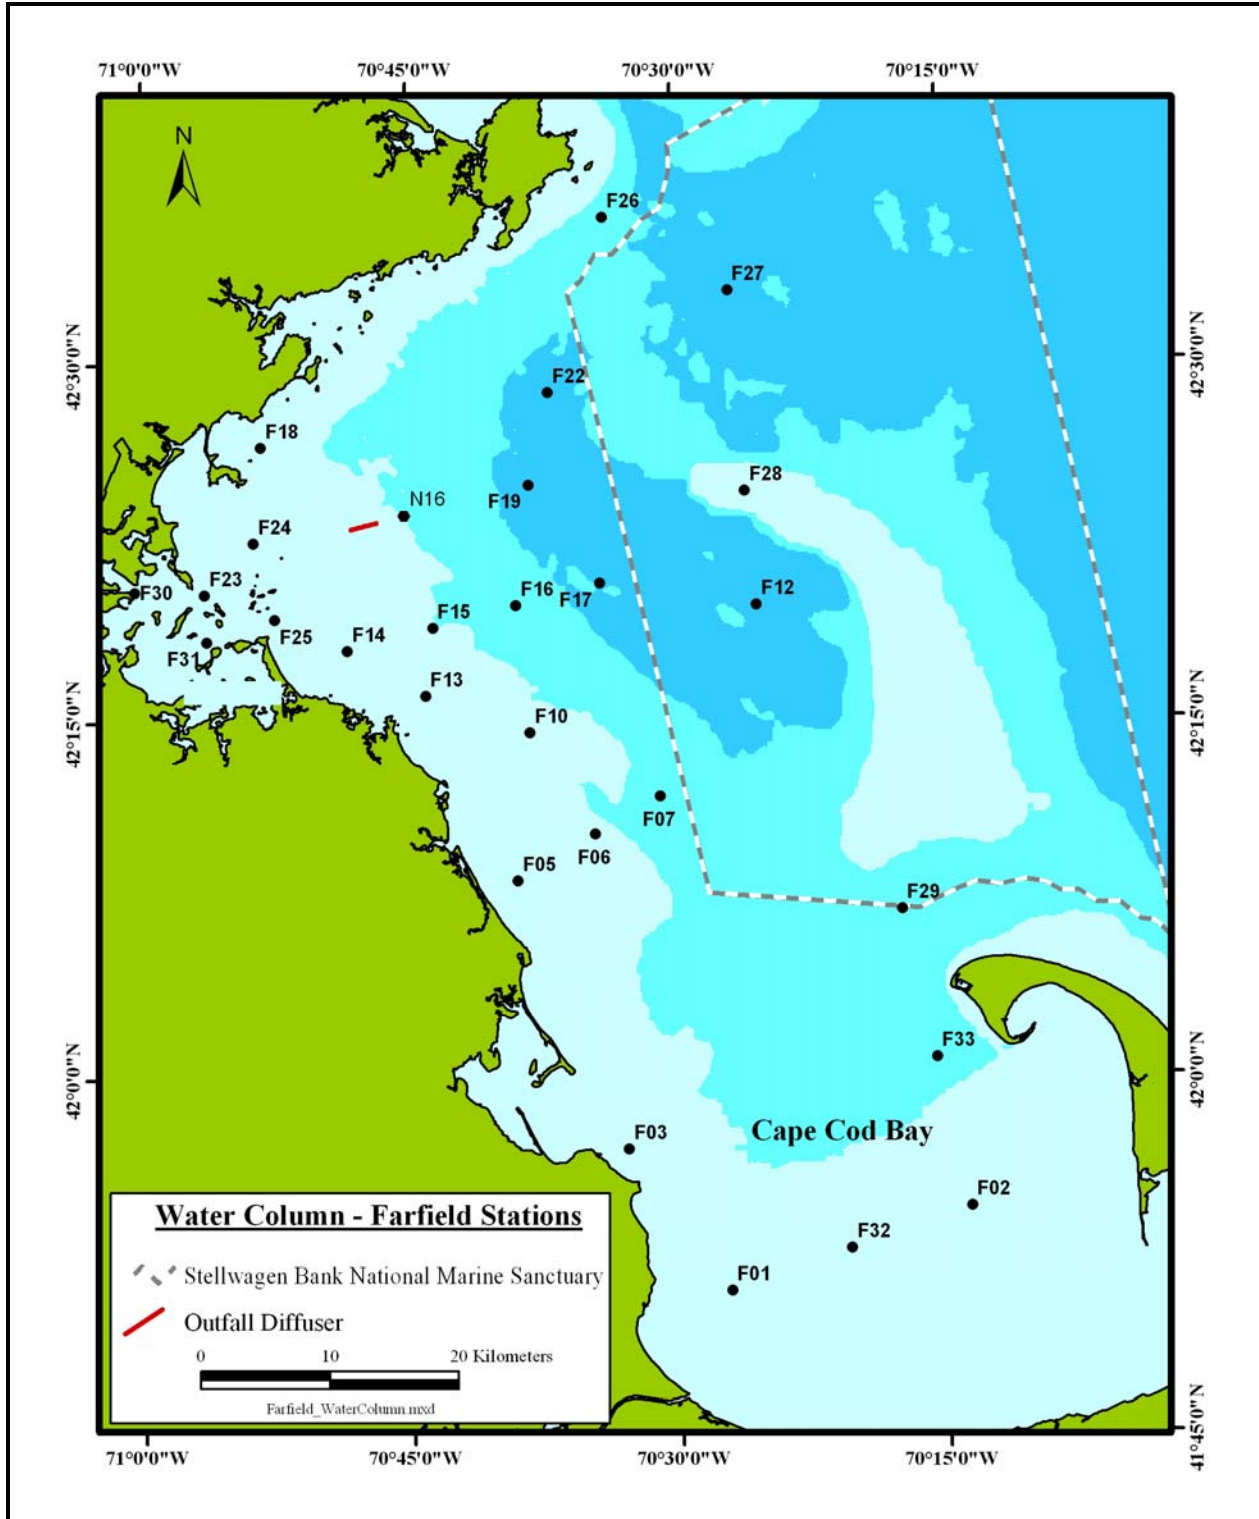 71°0'0"W 70°45'0"W 70°30'0"W 70°15'0"W
N
F26
F27
42°30'0"N 42°30'0"N
F22
F18
F28
F19
N16
F24
F30 F23 F16 F17 F12
F15
F25 F14
F31
F13
42°15'0"N 42°15'0"N
F10
F07
F06
F05
F29
F33
42°0'0"N 42°0'0"N
Cape Cod Bay
F03
F02
F32
F01
Water Column - Farfield Stations
Stellwagen Bank National Marine Sanctuary
Outfall Diffuser
0 10 20 Kilometers
Farfield_WaterColumn.mxd
41°45'0"N
71°0'0"W 70°45'0"W 70°30'0"W 70°15'0"W